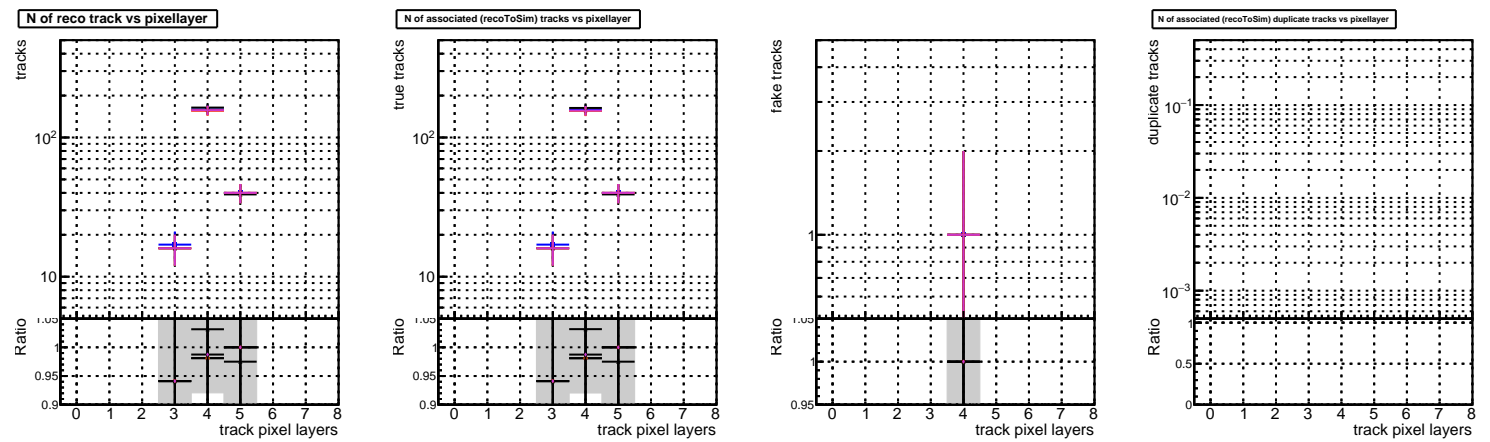 N of reco track vs pixellayer
tracks
10²
10
Ratio
1.05
1
0.95
0.9
0 1 2 3 4 5 6 7 8
track pixel layers
N of associated (recoToSim) tracks vs pixellayer
true tracks
10²
10
Ratio
1.05
1
0.95
0.9
0 1 2 3 4 5 6 7 8
track pixel layers
fake tracks
1
Ratio
1.05
1
0.95
0 1 2 3 4 5 6 7 8
track pixel layers
N of associated (recoToSim) duplicate tracks vs pixellayer
duplicate tracks
10⁻¹
10⁻²
10⁻³
Ratio
1
0.5
0
0 1 2 3 4 5 6 7 8
track pixel layers